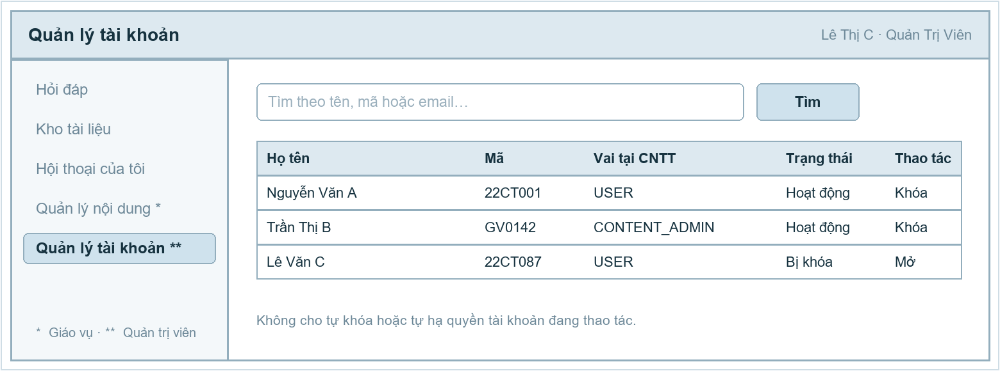 Quản lý tài khoản
Lê Thị C · Quản Trị Viên
Hỏi đáp
Kho tài liệu
Hội thoại của tôi
Quản lý nội dung *
Quản lý tài khoản **
* Giáo vụ · ** Quản trị viên
Tìm theo tên, mã hoặc email…
Tìm
Họ tên Mã Vai tại CNTT Trạng thái Thao tác
Nguyễn Văn A 22CT001 USER Hoạt động Khóa
Trần Thị B GV0142 CONTENT_ADMIN Hoạt động Khóa
Lê Văn C 22CT087 USER Bị khóa Mở
Không cho tự khóa hoặc tự hạ quyền tài khoản đang thao tác.